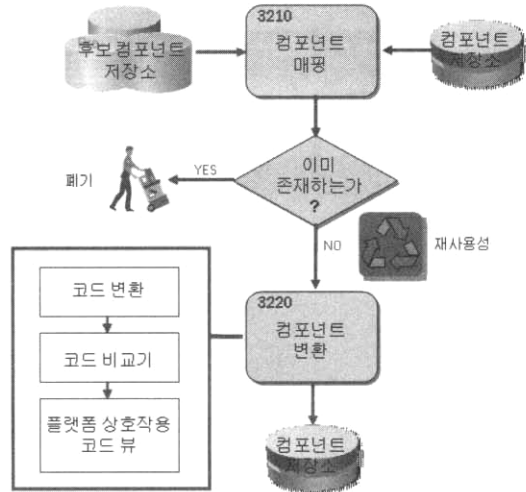 3210
후보컴포넌트
저장소
컴포넌트
매핑
컴포넌트
저장소
이미
존재하는가
?
YES
폐기
NO
재사용성
3220
컴포넌트
변환
코드 변환
코드 비교기
플랫폼 상호작용
코드 뷰
컴포넌트
저장소